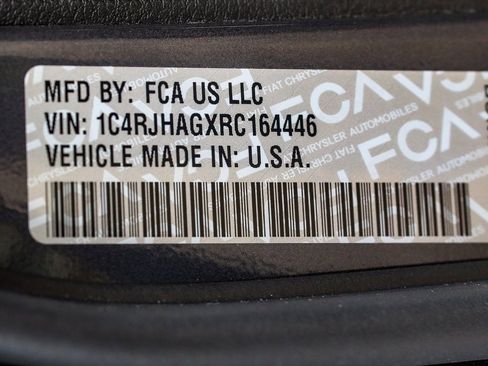 MFD BY: FCA US LLC
VIN: 1C4RJHAGXRC164446
VEHICLE MADE IN: U.S.A.